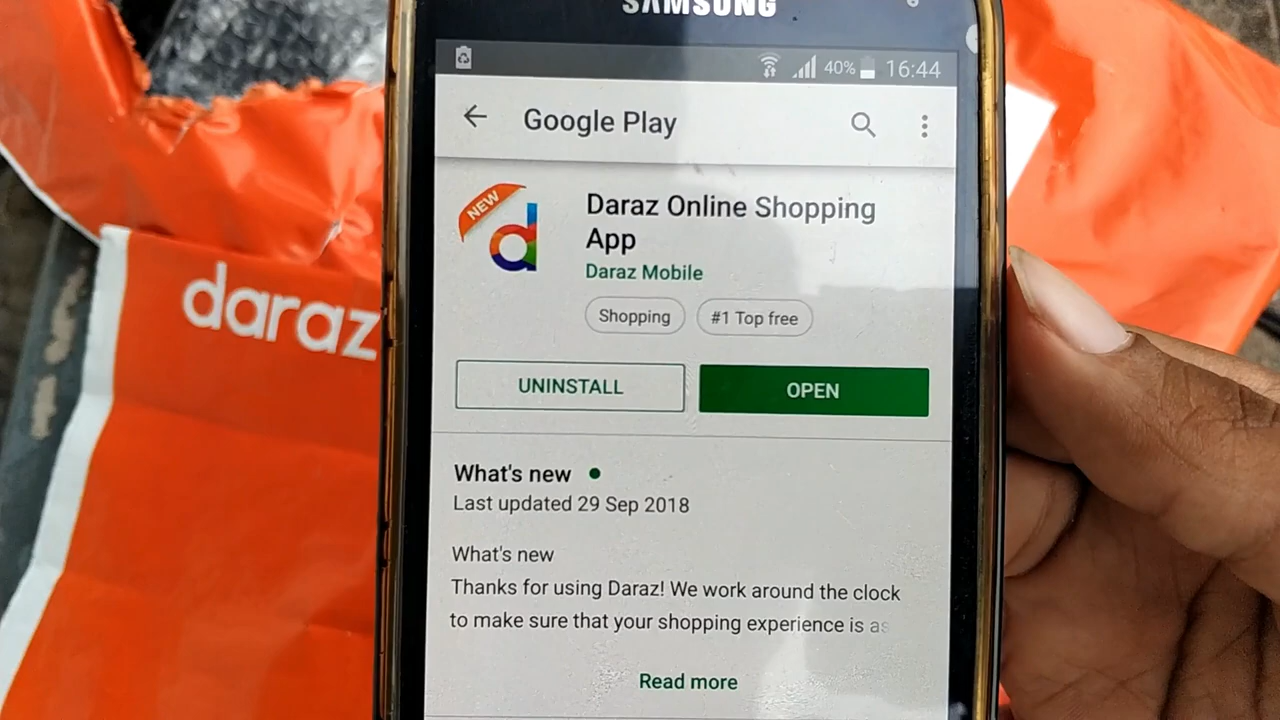 SAMSUNG
40% 16:44
Google Play
NEW
d
Daraz Online Shopping
App
Daraz Mobile
Shopping #1 Top free
UNINSTALL OPEN
What's new
Last updated 29 Sep 2018
What's new
Thanks for using Daraz! We work around the clock
to make sure that your shopping experience is as
Read more
daraz